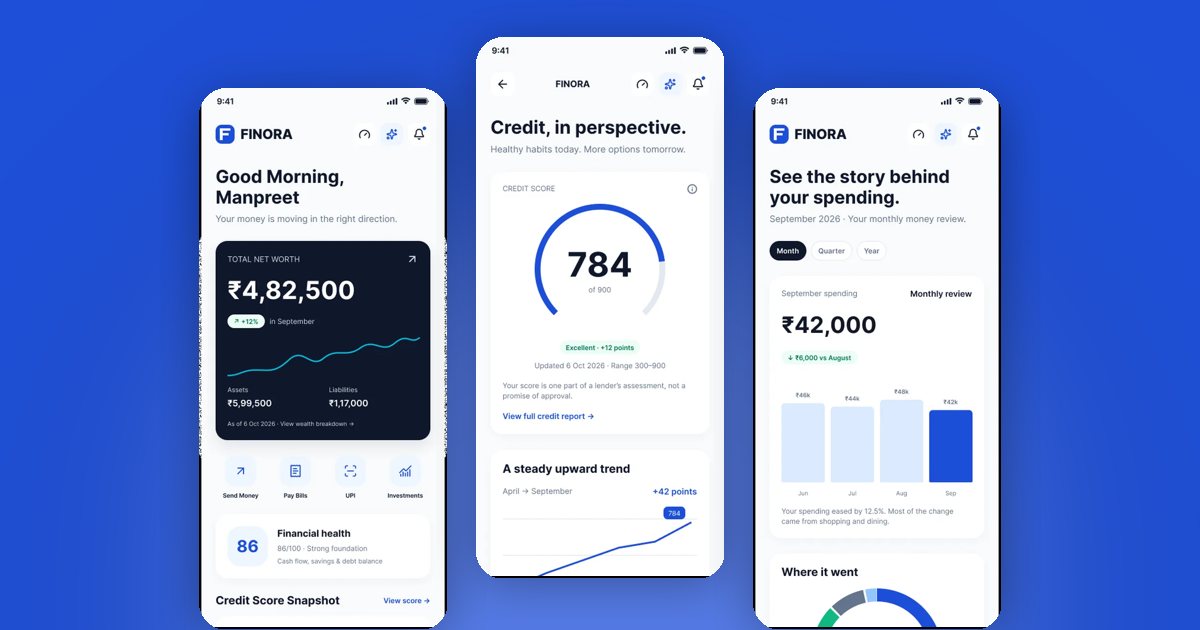 9:41
FINORA
Good Morning,
Manpreet
Your money is moving in the right direction.
TOTAL NET WORTH
₹4,82,500
↗ +12% in September
Assets Liabilities
₹5,99,500 ₹1,17,000
As of 6 Oct 2026 · View wealth breakdown →
Send Money Pay Bills UPI Investments
86
Financial health
86/100 · Strong foundation
Cash flow, savings & debt balance
Credit Score Snapshot View score →
9:41
FINORA
Credit, in perspective.
Healthy habits today. More options tomorrow.
CREDIT SCORE
784
of 900
Excellent · +12 points
Updated 6 Oct 2026 · Range 300–900
Your score is one part of a lender's assessment, not a
promise of approval.
View full credit report →
A steady upward trend
April → September +42 points
784
9:41
FINORA
See the story behind
your spending.
September 2026 · Your monthly money review.
Month Quarter Year
September spending Monthly review
₹42,000
↓ ₹6,000 vs August
₹46k ₹44k ₹48k ₹42k
Jun Jul Aug Sep
Your spending eased by 12.5%. Most of the change
came from shopping and dining.
Where it went